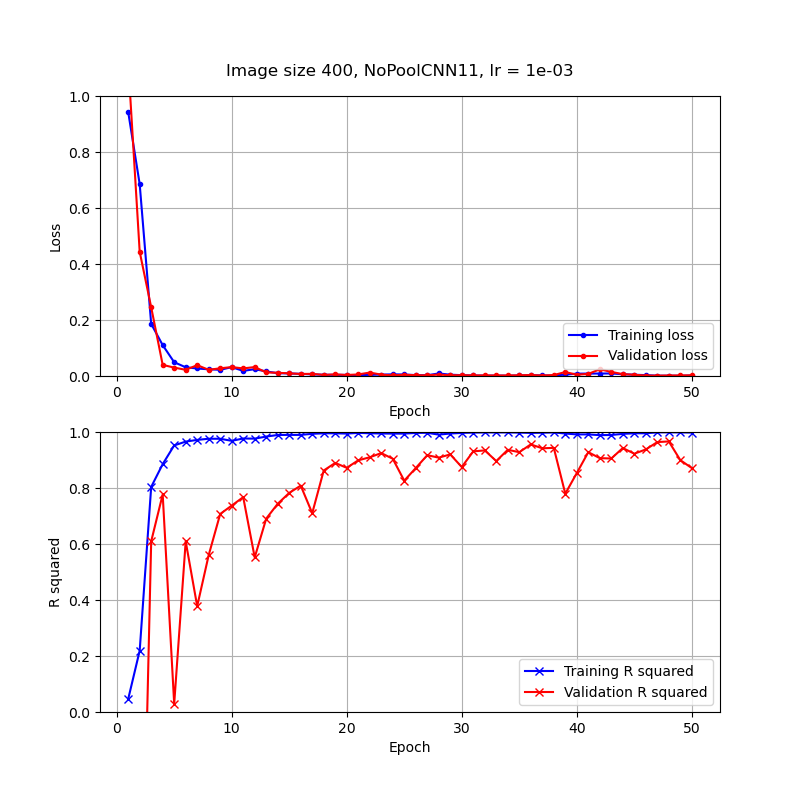 Image size 400, NoPoolCNN11, lr = 1e-03
1.0
0.8
0.6
0.4
0.2
0.0
Loss
0 10 20 30 40 50
Epoch
Training loss
Validation loss
1.0
0.8
0.6
0.4
0.2
0.0
R squared
0 10 20 30 40 50
Epoch
Training R squared
Validation R squared